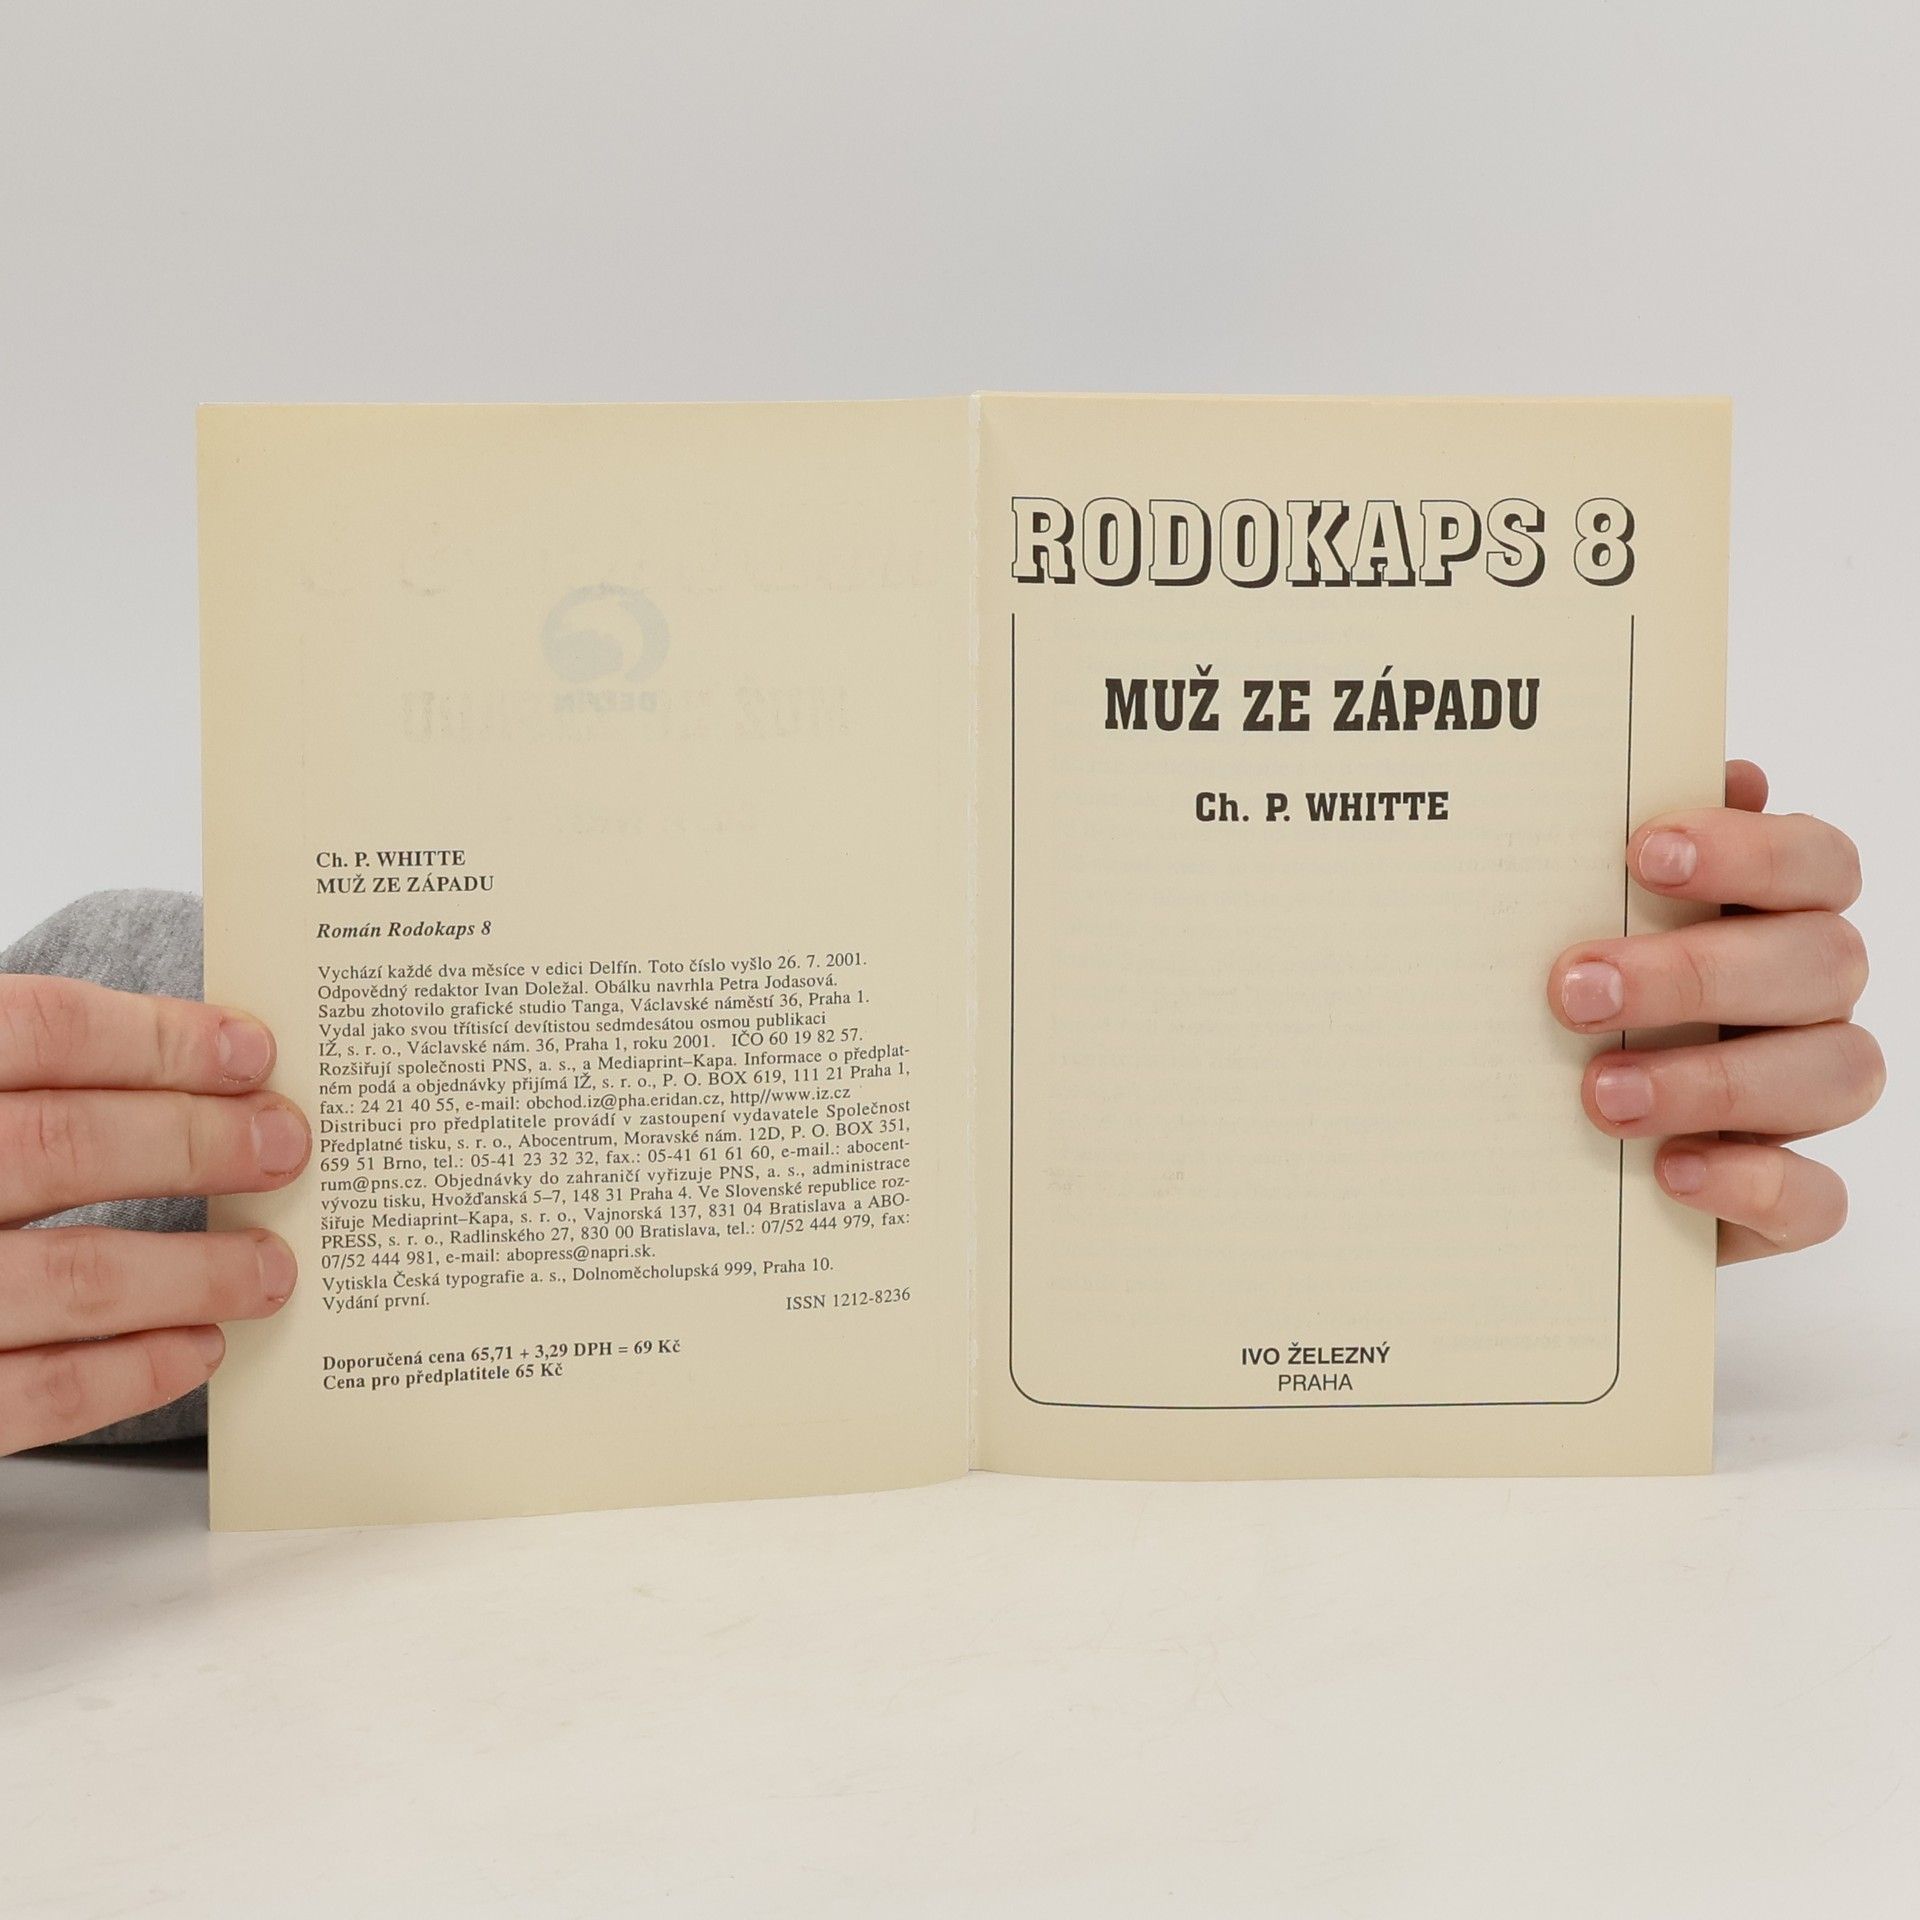 Ch. P. WHITTE
MUŽ ZE ZÁPADU
Román Rodokaps 8
Vychází každé dva měsíce v edici Delfín. Toto číslo vyšlo 26. 7. 2001.
Odpovědný redaktor Ivan Doležal. Obálku navrhla Petra Jodasová.
Sazbu zhotovilo grafické studio Tanga, Václavské náměstí 36, Praha 1.
Vydal jako svou třítisící devítistou sedmdesátou osmou publikaci
IŽ, s. r. o., Václavské nám. 36, Praha 1, roku 2001. IČO 60 19 82 57.
Rozšiřují společnosti PNS, a. s., a Mediaprint–Kapa. Informace o předplat-
ném podá a objednávky přijímá IŽ, s. r. o., P. O. BOX 619, 111 21 Praha 1,
fax.: 24 21 40 55, e-mail: obchod.iz@pha.eridan.cz, http//www.iz.cz
Distribuci pro předplatitele provádí v zastoupení vydavatele Společnost
Předplatné tisku, s. r. o., Abocentrum, Moravské nám. 12D, P. O. BOX 351,
659 51 Brno, tel.: 05-41 23 32 32, fax.: 05-41 61 61 60, e-mail.: abocent-
rum@pns.cz. Objednávky do zahraničí vyřizuje PNS, a. s., administrace
vývozu tisku, Hvožďanská 5–7, 148 31 Praha 4. Ve Slovenské republice roz-
šiřuje Mediaprint–Kapa, s. r. o., Vajnorská 137, 831 04 Bratislava a ABO-
PRESS, s. r. o., Radlinského 27, 830 00 Bratislava, tel.: 07/52 444 979, fax:
07/52 444 981, e-mail: abopress@napri.sk.
Vytiskla Česká typografie a. s., Dolnoměcholupská 999, Praha 10.
Vydání první.
ISSN 1212-8236
Doporučená cena 65,71 + 3,29 DPH = 69 Kč
Cena pro předplatitele 65 Kč
RODOKAPS 8
MUŽ ZE ZÁPADU
Ch. P. WHITTE
IVO ŽELEZNÝ
PRAHA